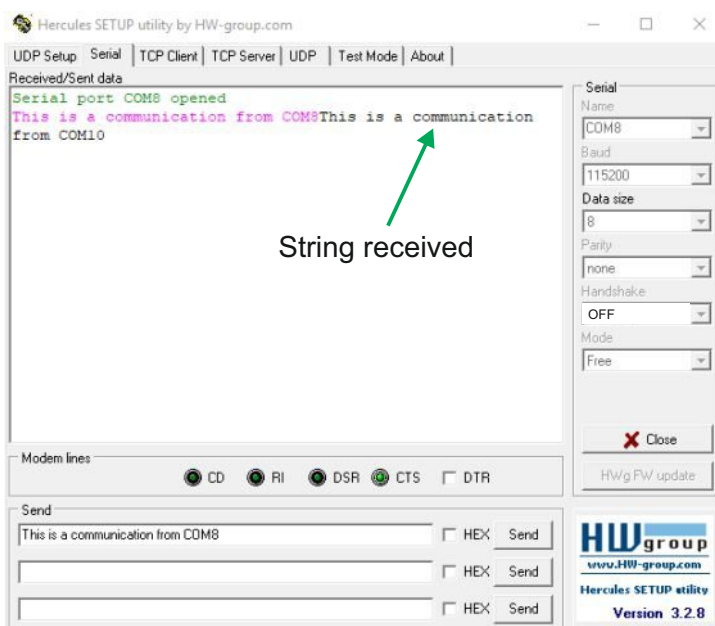 Hercules SETUP utility by HW-group.com
UDP Setup Serial TCP Client TCP Server UDP Test Mode About
Received/Sent data
Serial port COM8 opened
This is a communication from COM8This is a communication
from COM10
String received
Serial
Name
COM8
Baud
115200
Data size
8
Parity
none
Handshake
OFF
Mode
Free
Close
HWg FW update
Modem lines
CD RI DSR CTS DTR
Send
This is a communication from COM8 HEX Send
HEX Send
HEX Send
HWgroup
www.HW-group.com
Hercules SETUP utility
Version 3.2.8